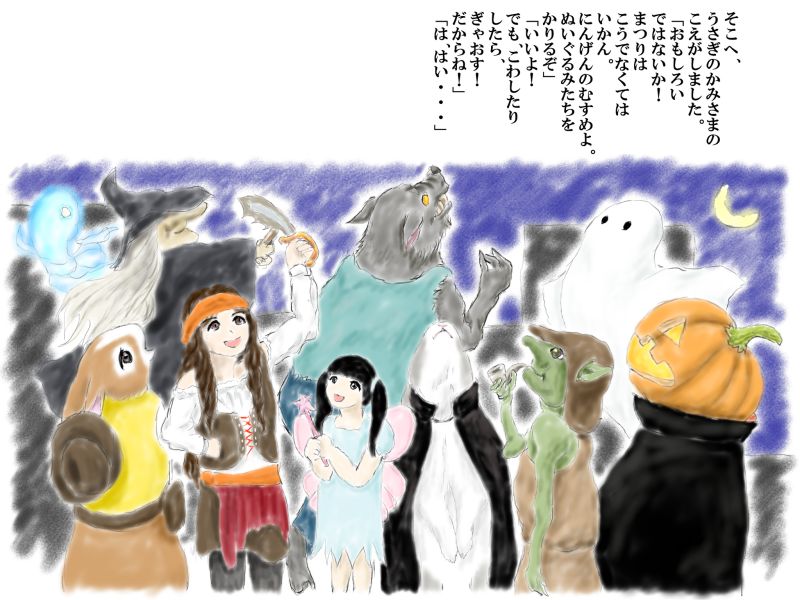 そこへ、
うさぎのかみさまの
こえがしました。
「おもしろい
ではないか！
まつりは
こうでなくては
いかん。
にんげんのむすめよ。
ぬいぐるみたちを
かりるぞ」
「いいよ！
でも、こわしたり
したら、
ぎゃおす！
だからね！」
「は、はい・・・」